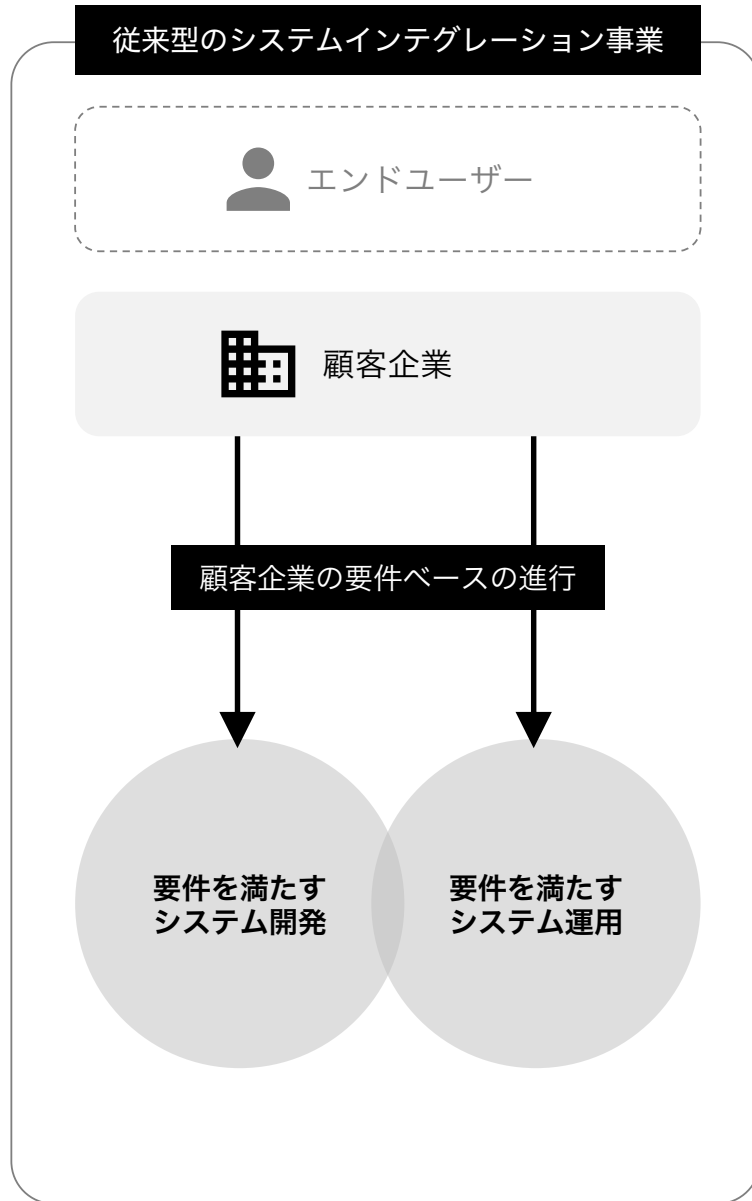 従来型のシステムインテグレーション事業
エンドユーザー
顧客企業
顧客企業の要件ベースの進行
要件を満たす
システム開発
要件を満たす
システム運用